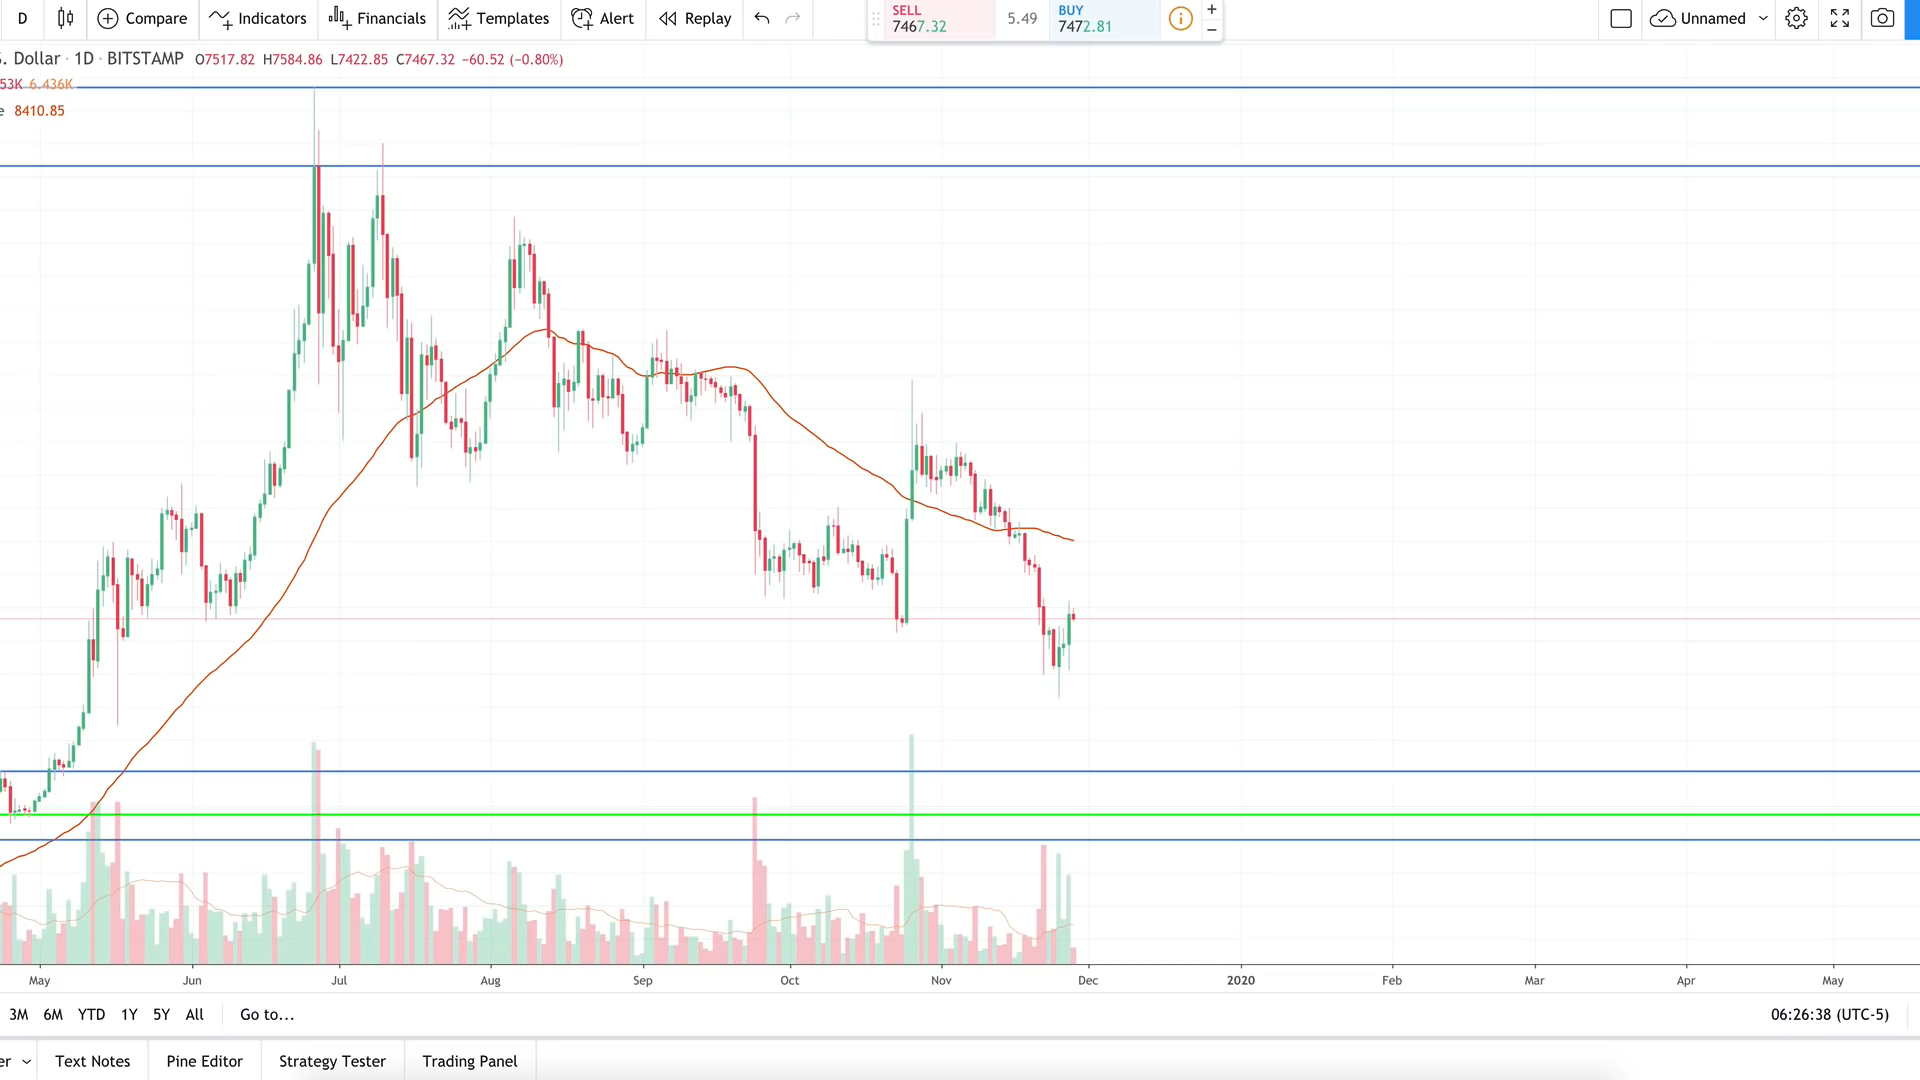 D Compare Indicators Financials Templates Alert Replay SELL 7467.32 5.49 BUY 7472.81 + − Unnamed
. Dollar · 1D · BITSTAMP O7517.82 H7584.86 L7422.85 C7467.32 −60.52 (−0.80%)
53K 6.436K
e 8410.85
May Jun Jul Aug Sep Oct Nov Dec 2020 Feb Mar Apr May
3M 6M YTD 1Y 5Y All Go to... 06:26:38 (UTC-5)
er Text Notes Pine Editor Strategy Tester Trading Panel